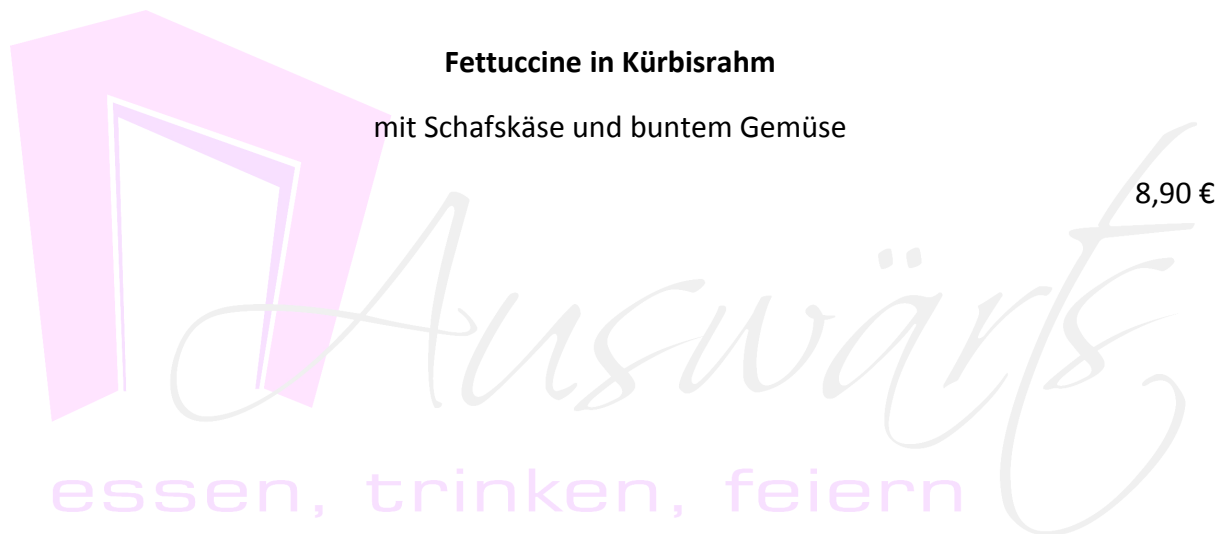 Fettuccine in Kürbisrahm
mit Schafskäse und buntem Gemüse
8,90 €
Auswärts
essen, trinken, feiern